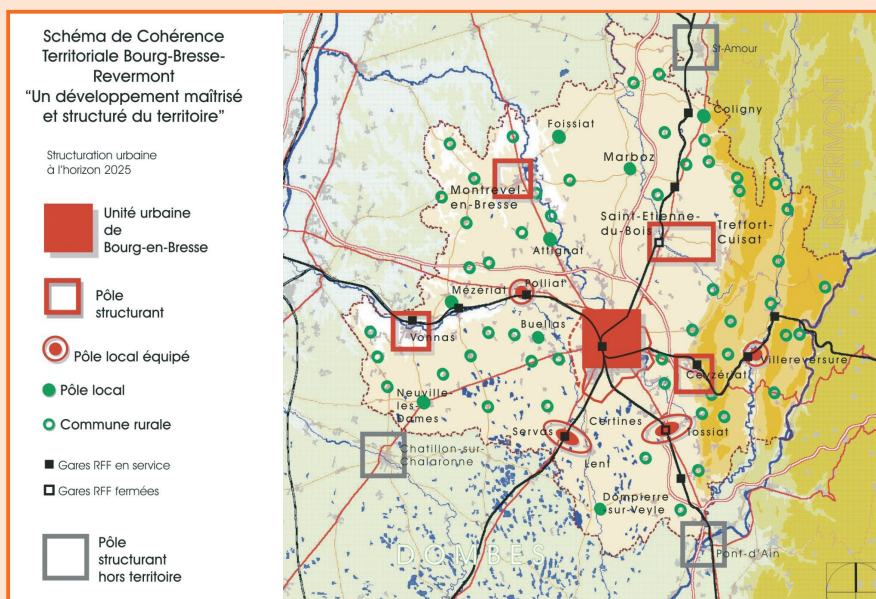 Schéma de Cohérence
Territoriale Bourg-Bresse-
Revermont
“Un développement maîtrisé
et structuré du territoire”
Structuration urbaine
à l'horizon 2025
Unité urbaine
de
Bourg-en-Bresse
Pôle
structurant
Pôle local équipé
Pôle local
Commune rurale
Gares RFF en service
Gares RFF fermées
Pôle
structurant
hors territoire
St-Amour
Coligny
REVERMONT
Foissiat
Marboz
Montrevel-
en-Bresse
Saint-Etienne-
du-Bois
Treffort-
Cuisat
Attignat
Mézériat
Polliat
Vonnas
Buellas
Ceyzériat
Villereversure
Neuville-
les-
Dames
Servas
Certines
Tossiat
Chatillon-sur-
Chalaronne
Lent
Dompierre
-sur-Veyle
DOMBES
Pont-d'Ain